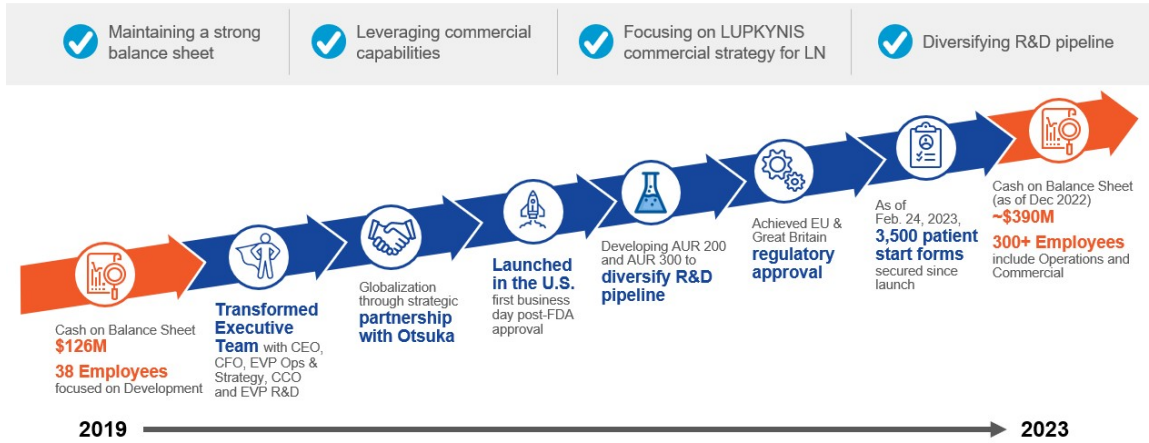 Maintaining a strong
balance sheet
Leveraging commercial
capabilities
Focusing on LUPKYNIS
commercial strategy for LN
Diversifying R&D pipeline
Cash on Balance Sheet
$126M
38 Employees
focused on Development
Transformed
Executive
Team with CEO,
CFO, EVP Ops &
Strategy, CCO
and EVP R&D
Globalization
through strategic
partnership
with Otsuka
Launched
in the U.S.
first business
day post-FDA
approval
Developing AUR 200
and AUR 300 to
diversify R&D
pipeline
Achieved EU &
Great Britain
regulatory
approval
As of
Feb. 24, 2023,
3,500 patient
start forms
secured since
launch
Cash on Balance Sheet
(as of Dec 2022)
~$390M
300+ Employees
include Operations and
Commercial
2019
2023